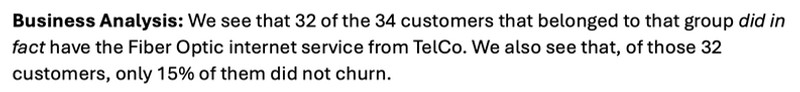 Business Analysis: We see that 32 of the 34 customers that belonged to that group did in
fact have the Fiber Optic internet service from TelCo. We also see that, of those 32
customers, only 15% of them did not churn.